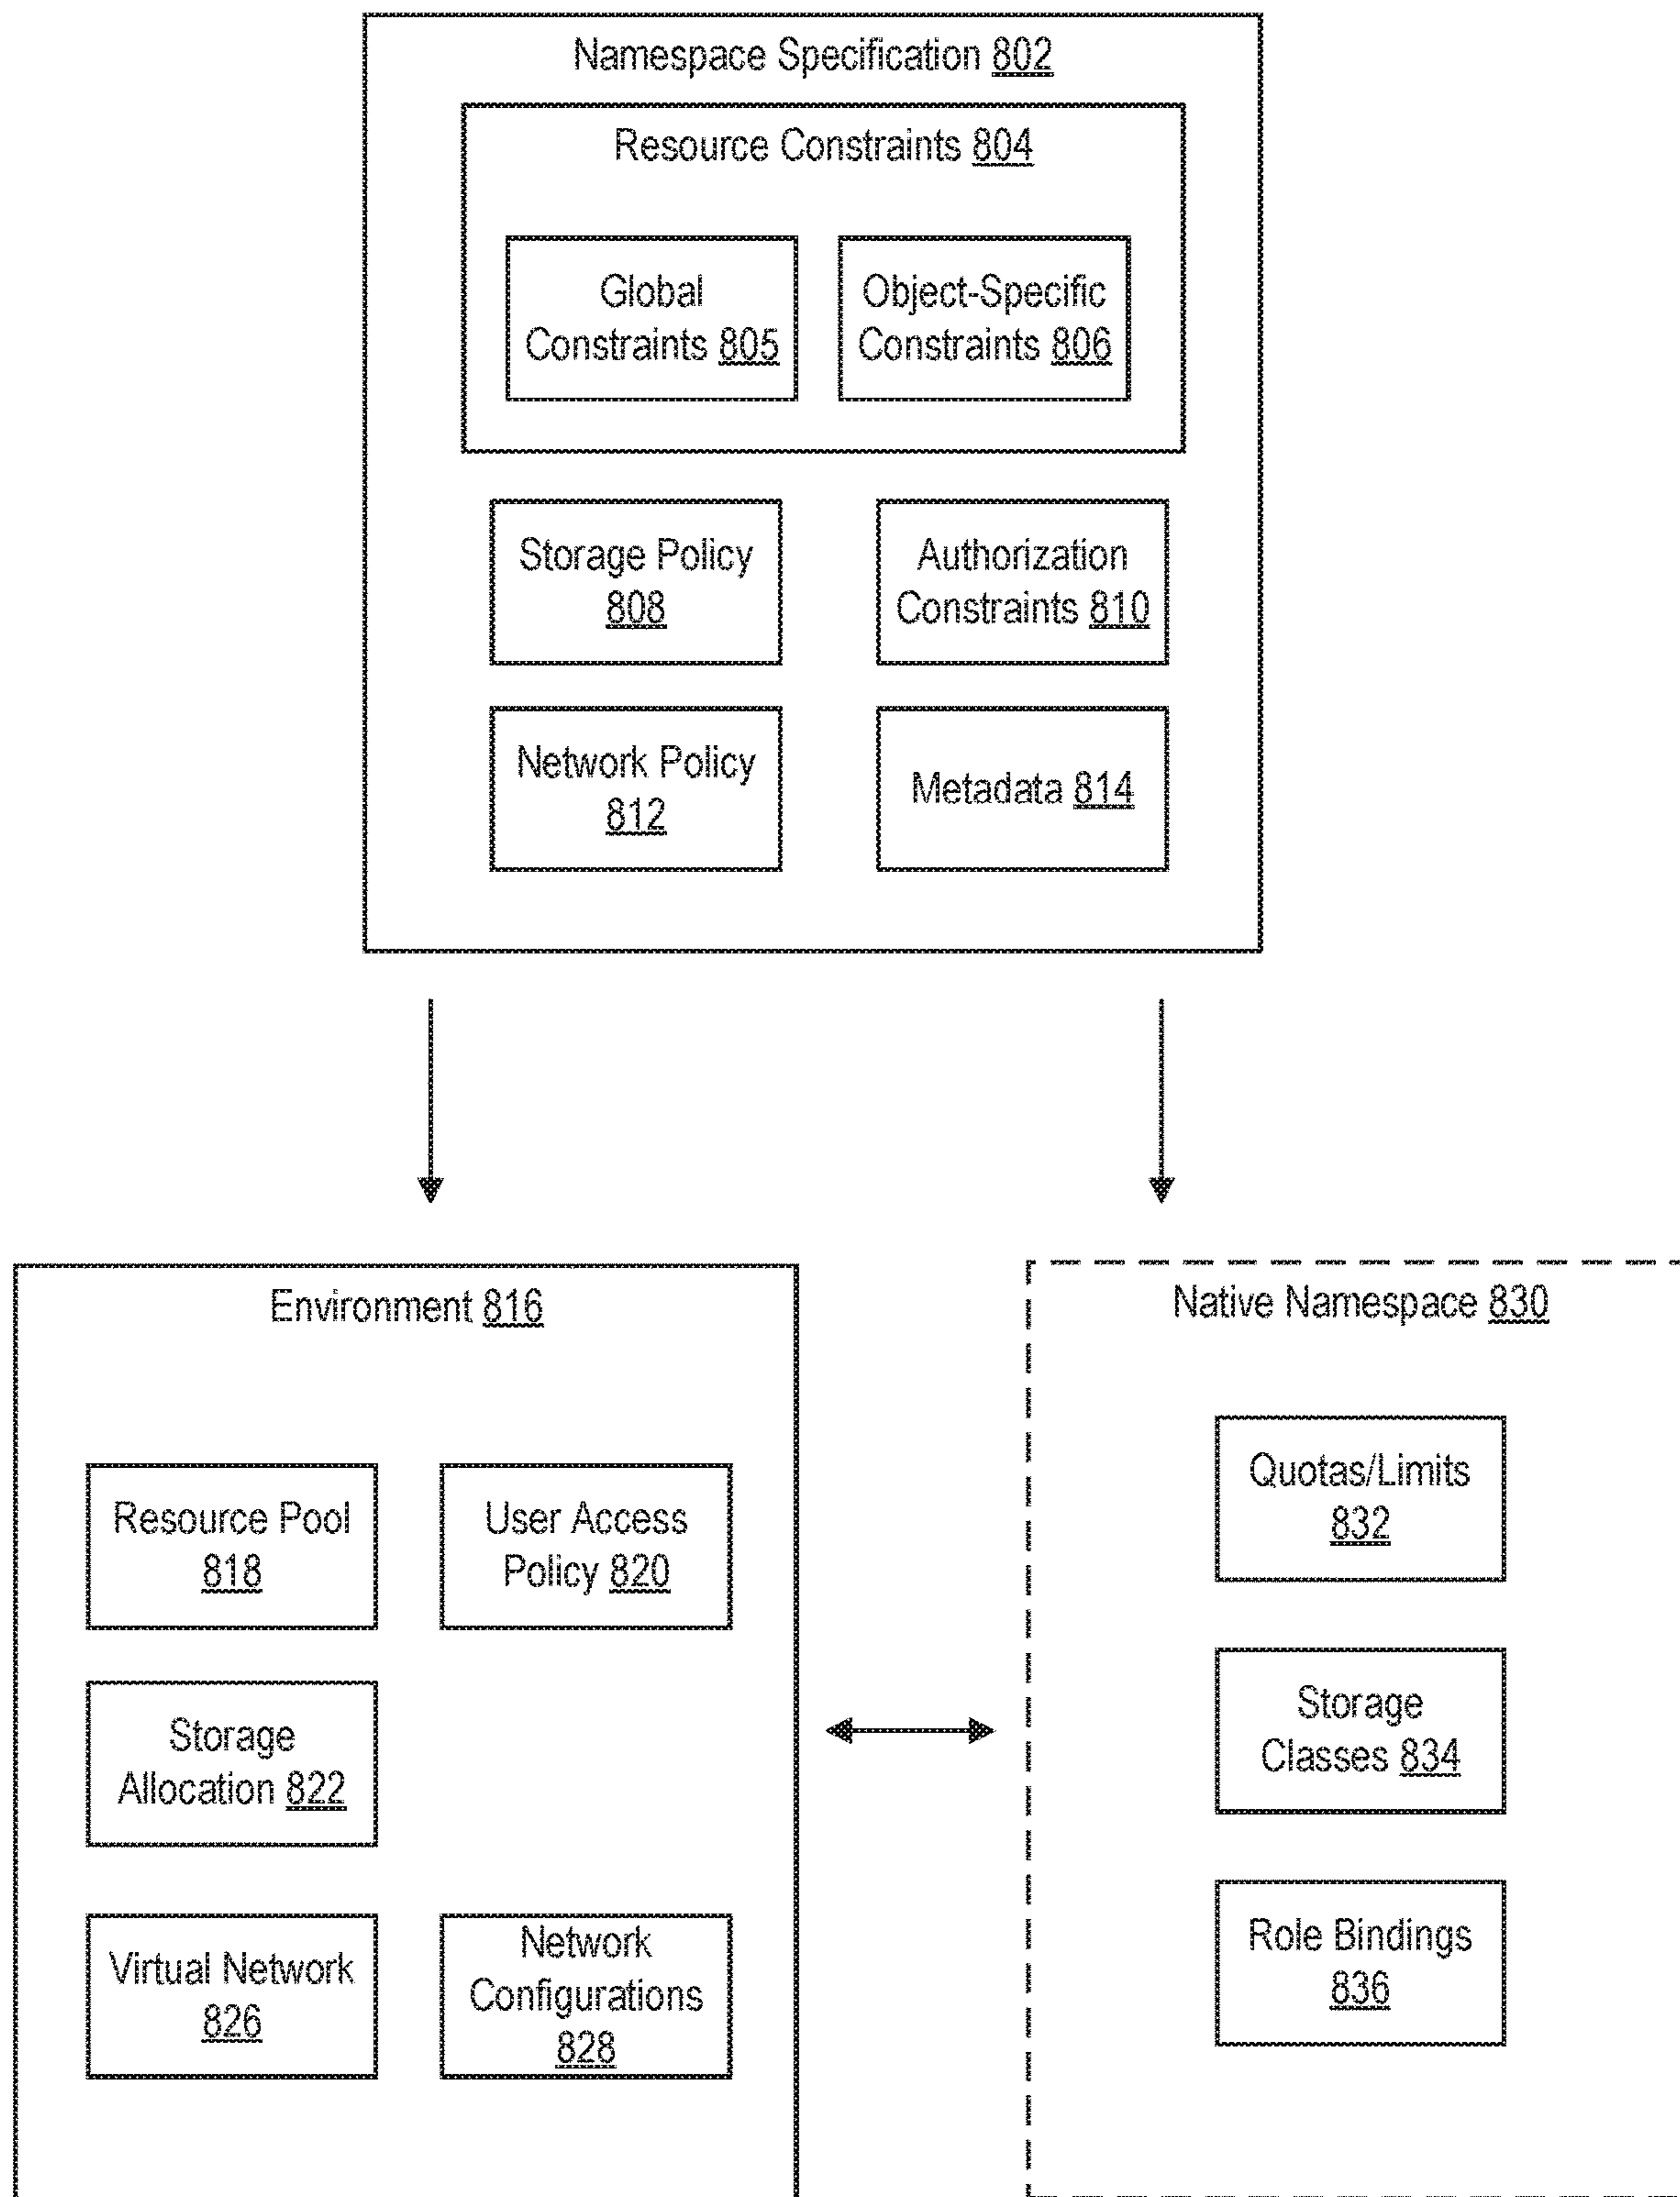 Namespace Specification 802
Resource Constraints 804
Global
Constraints 805
Object-Specific
Constraints 806
Storage Policy
808
Authorization
Constraints 810
Network Policy
812
Metadata 814
Environment 816
Resource Pool
818
User Access
Policy 820
Storage
Allocation 822
Virtual Network
826
Network
Configurations
828
Native Namespace 830
Quotas/Limits
832
Storage
Classes 834
Role Bindings
836